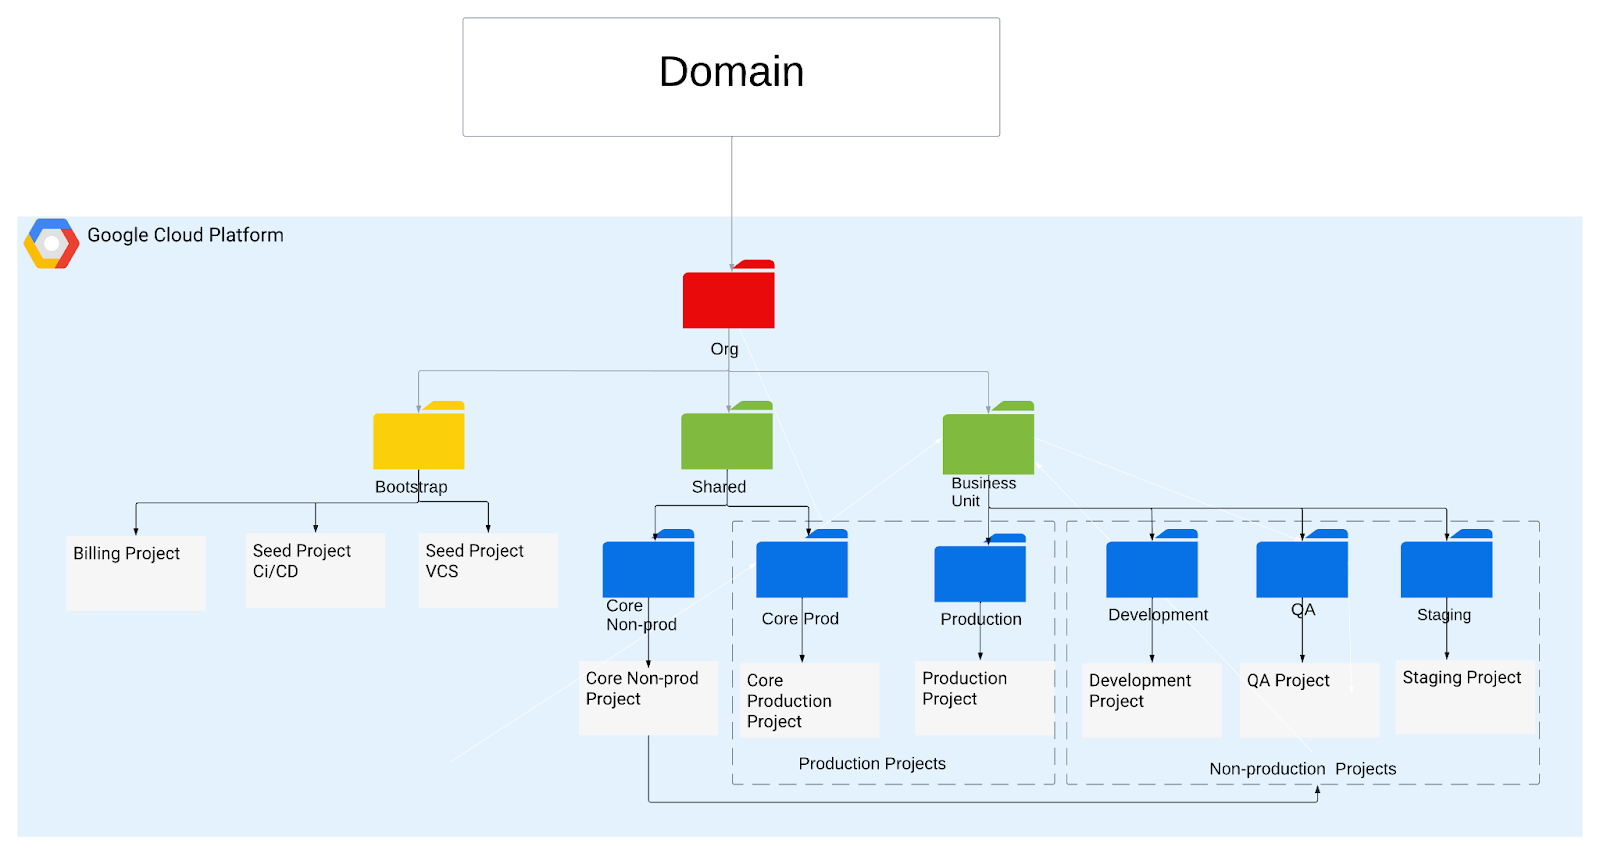 Domain
Google Cloud Platform
Org
Bootstrap
Shared
Business
Unit
Billing Project
Seed Project
Ci/CD
Seed Project
VCS
Core
Non-prod
Core Prod
Production
Development
QA
Staging
Core Non-prod
Project
Core
Production
Project
Production
Project
Development
Project
QA Project
Staging Project
Production Projects
Non-production  Projects